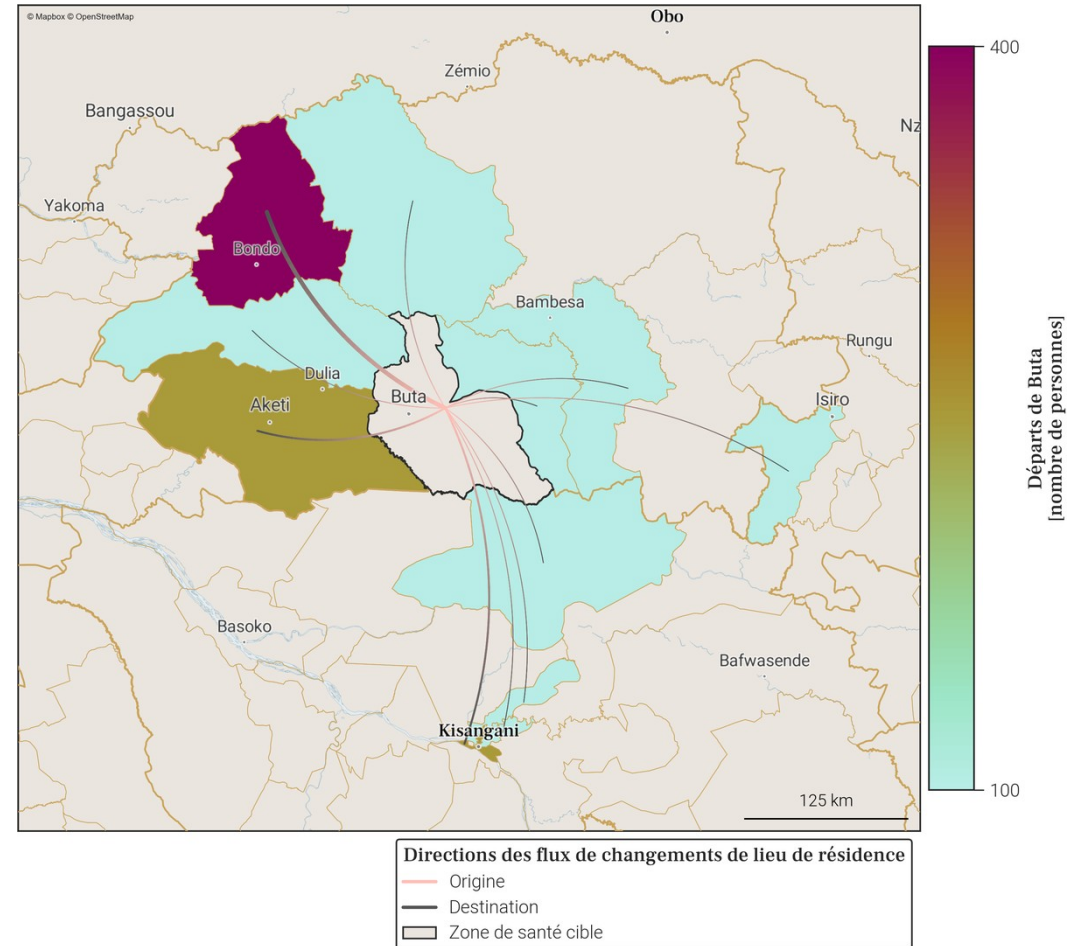 © Mapbox © OpenStreetMap
Obo
Zémio
Bangassou
Nz
Yakoma
Bondo
Bambesa
Rungu
Dulia
Aketi
Buta
Isiro
Basoko
Bafwasende
Kisangani
125 km
400
100
Départs de Buta
[nombre de personnes]
Directions des flux de changements de lieu de résidence
Origine
Destination
Zone de santé cible